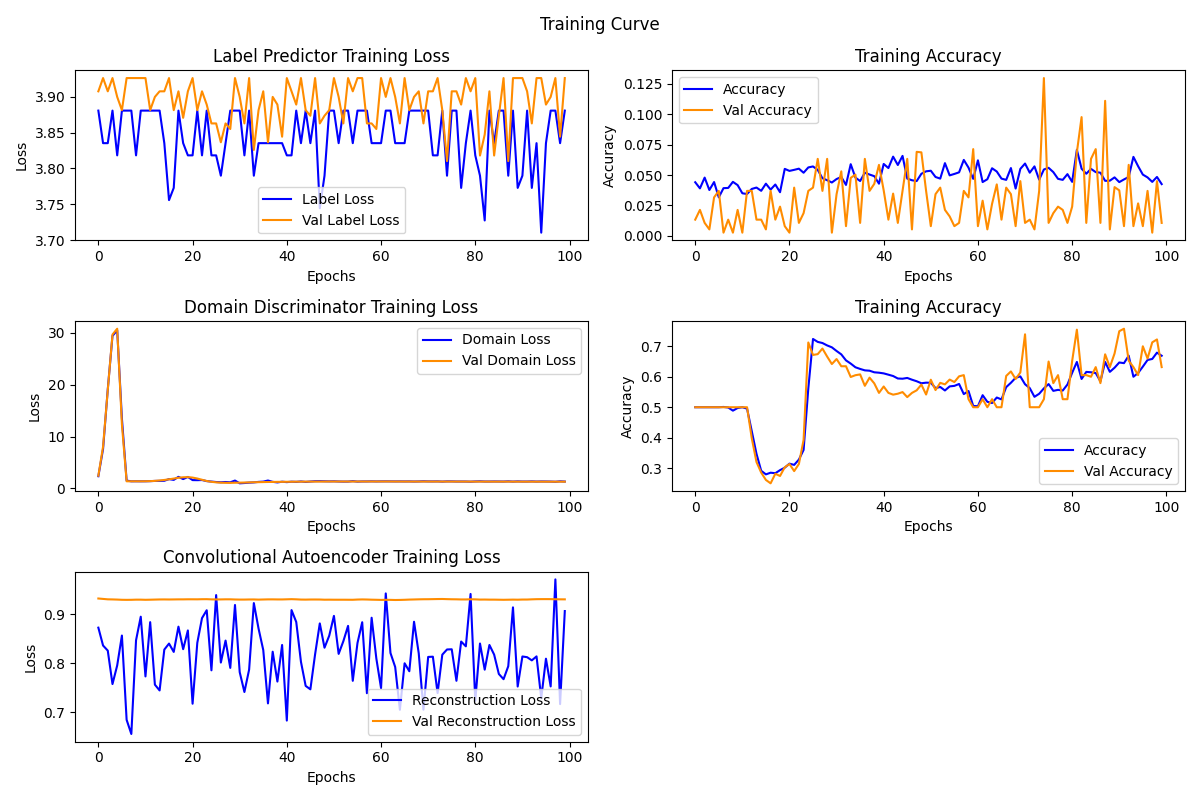 Training Curve
Label Predictor Training Loss
Loss
3.90
3.85
3.80
3.75
3.70
Label Loss
Val Label Loss
0
20
40
60
80
100
Epochs
Training Accuracy
Accuracy
0.125
0.100
0.075
0.050
0.025
0.000
Accuracy
Val Accuracy
0
20
40
60
80
100
Epochs
Domain Discriminator Training Loss
Loss
30
20
10
0
Domain Loss
Val Domain Loss
0
20
40
60
80
100
Epochs
Training Accuracy
Accuracy
0.7
0.6
0.5
0.4
0.3
Accuracy
Val Accuracy
0
20
40
60
80
100
Epochs
Convolutional Autoencoder Training Loss
Loss
0.9
0.8
0.7
Reconstruction Loss
Val Reconstruction Loss
0
20
40
60
80
100
Epochs